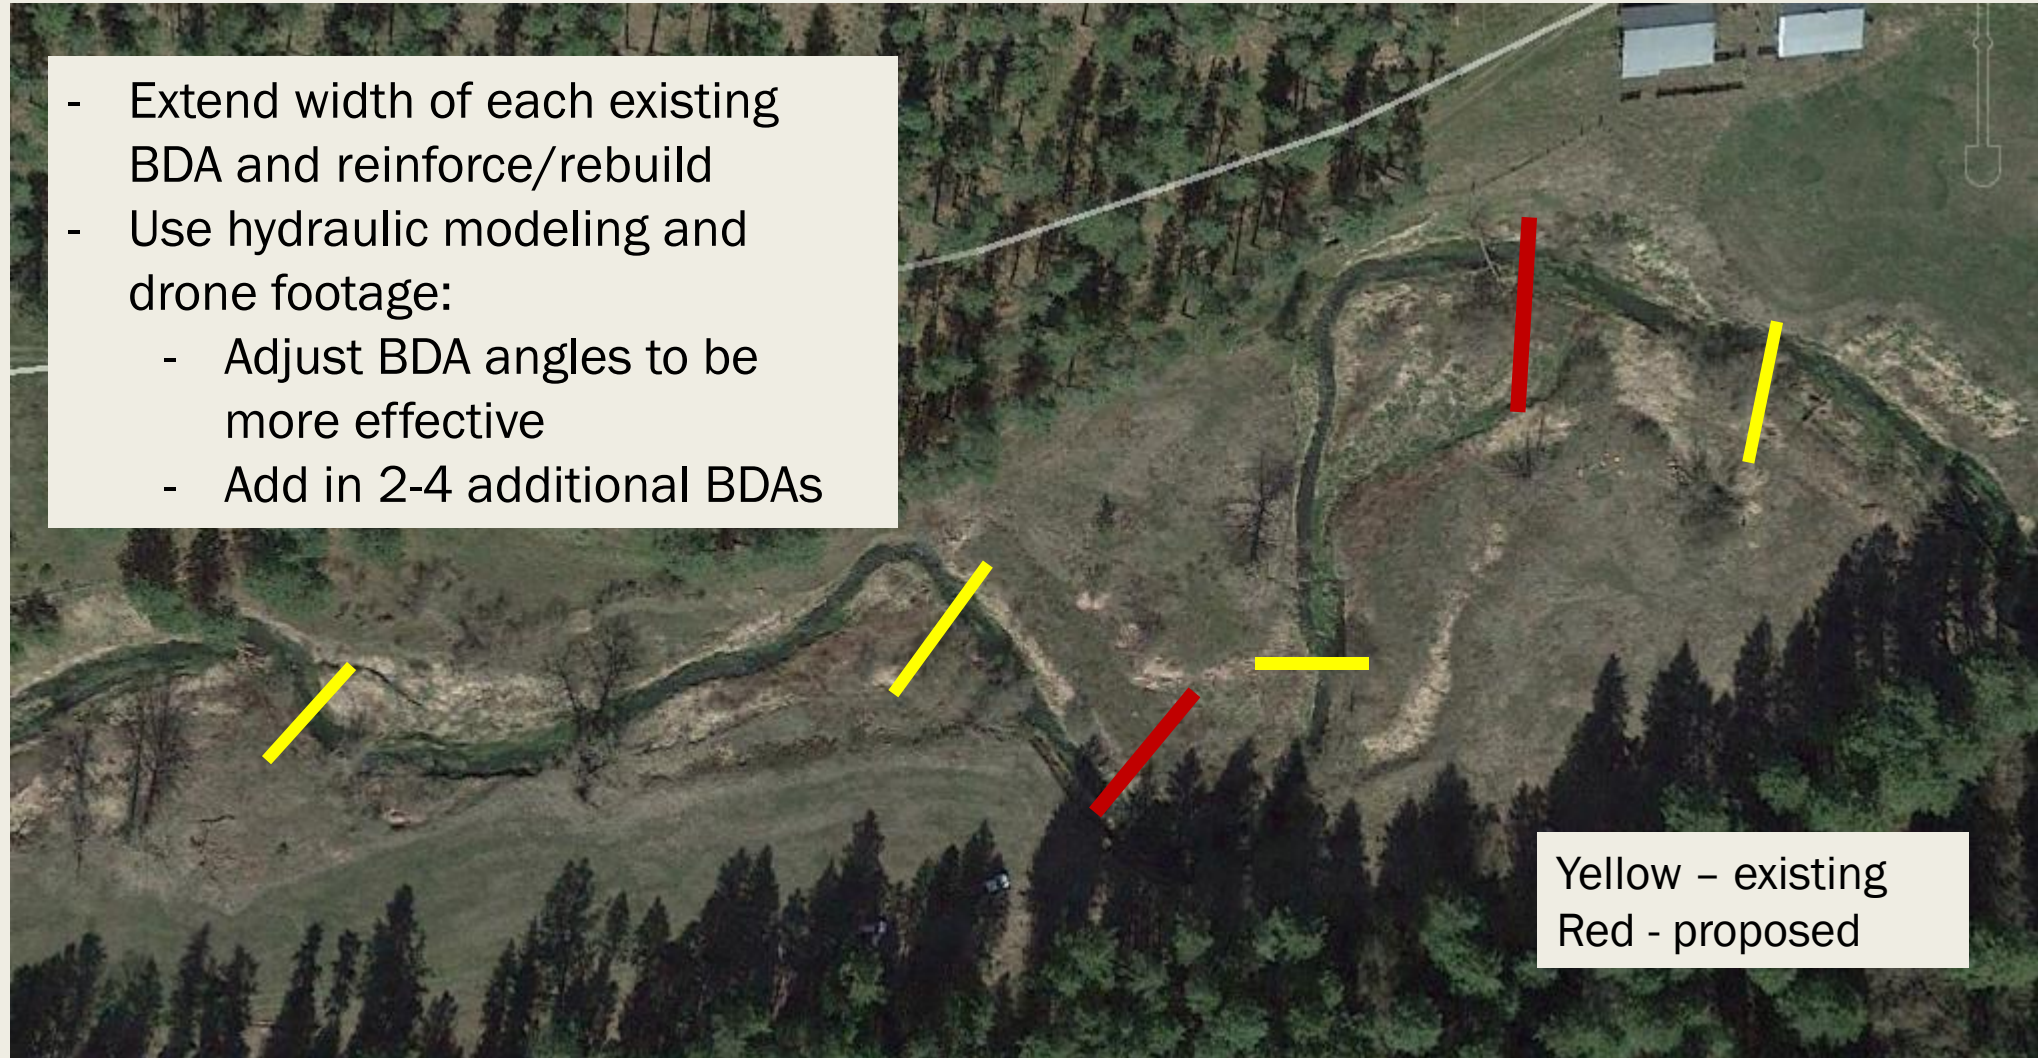 - Extend width of each existing
BDA and reinforce/rebuild
- Use hydraulic modeling and
drone footage:
- Adjust BDA angles to be
more effective
- Add in 2-4 additional BDAs
Yellow – existing
Red - proposed